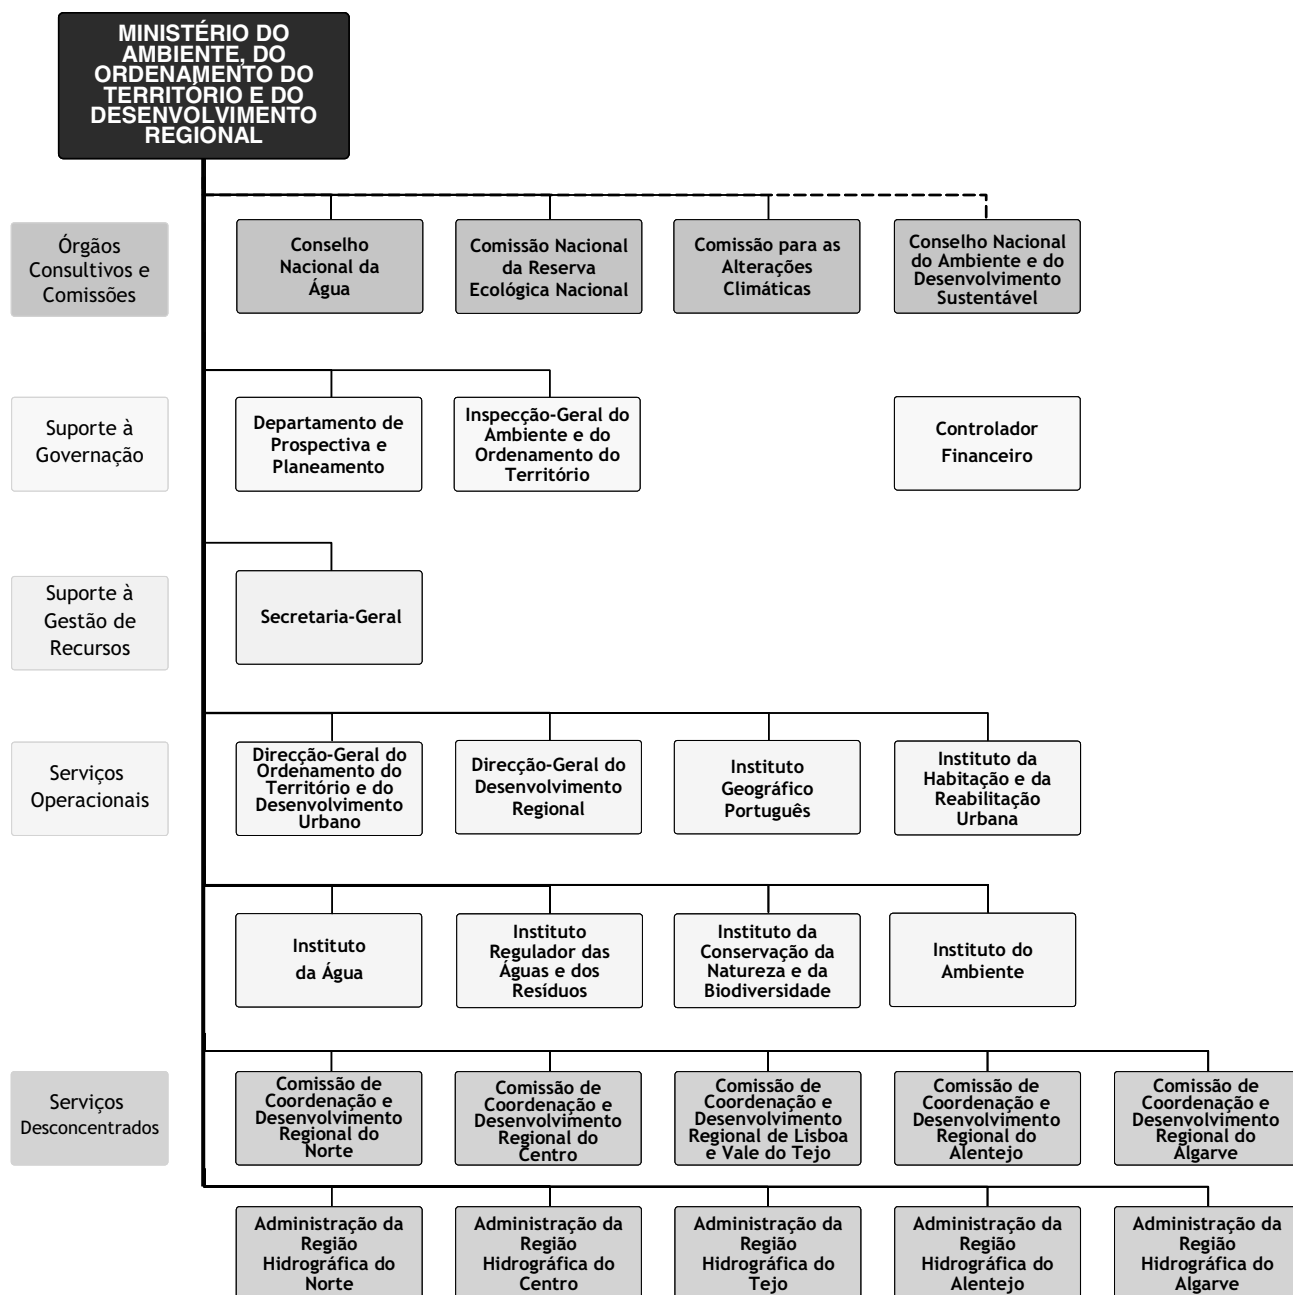 MINISTÉRIO DO
AMBIENTE, DO
ORDENAMENTO DO
TERRITÓRIO E DO
DESENVOLVIMENTO
REGIONAL
Órgãos
Consultivos e
Comissões
Conselho
Nacional da
Água
Comissão Nacional
da Reserva
Ecológica Nacional
Comissão para as
Alterações
Climáticas
Conselho Nacional
do Ambiente e do
Desenvolvimento
Sustentável
Suporte à
Governação
Departamento de
Prospectiva e
Planeamento
Inspecção-Geral do
Ambiente e do
Ordenamento do
Território
Controlador
Financeiro
Suporte à
Gestão de
Recursos
Secretaria-Geral
Serviços
Operacionais
Direcção-Geral do
Ordenamento do
Território e do
Desenvolvimento
Urbano
Direcção-Geral do
Desenvolvimento
Regional
Instituto
Geográfico
Português
Instituto da
Habitação e da
Reabilitação
Urbana
Instituto
da Água
Instituto
Regulador das
Águas e dos
Resíduos
Instituto da
Conservação da
Natureza e da
Biodiversidade
Instituto do
Ambiente
Serviços
Desconcentrados
Comissão de
Coordenação e
Desenvolvimento
Regional do
Norte
Comissão de
Coordenação e
Desenvolvimento
Regional do
Centro
Comissão de
Coordenação e
Desenvolvimento
Regional de Lisboa
e Vale do Tejo
Comissão de
Coordenação e
Desenvolvimento
Regional do
Alentejo
Comissão de
Coordenação e
Desenvolvimento
Regional do
Algarve
Administração da
Região
Hidrográfica do
Norte
Administração da
Região
Hidrográfica do
Centro
Administração da
Região
Hidrográfica do
Tejo
Administração da
Região
Hidrográfica do
Alentejo
Administração da
Região
Hidrográfica do
Algarve